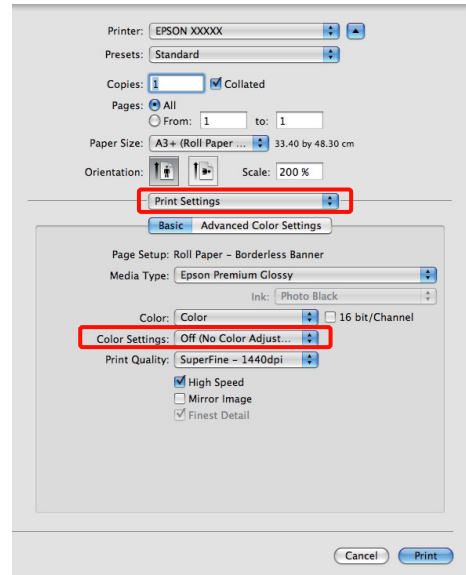 Printer: EPSON XXXXX
Presets: Standard
Copies: 1 Collated
Pages: All
From: 1 to: 1
Paper Size: A3+ (Roll Paper ... 33.40 by 48.30 cm
Orientation: Scale: 200 %
Print Settings
Basic Advanced Color Settings
Page Setup: Roll Paper - Borderless Banner
Media Type: Epson Premium Glossy
Ink: Photo Black
Color: Color 16 bit/Channel
Color Settings: Off (No Color Adjust...
Print Quality: SuperFine - 1440dpi
High Speed
Mirror Image
Finest Detail
Cancel Print